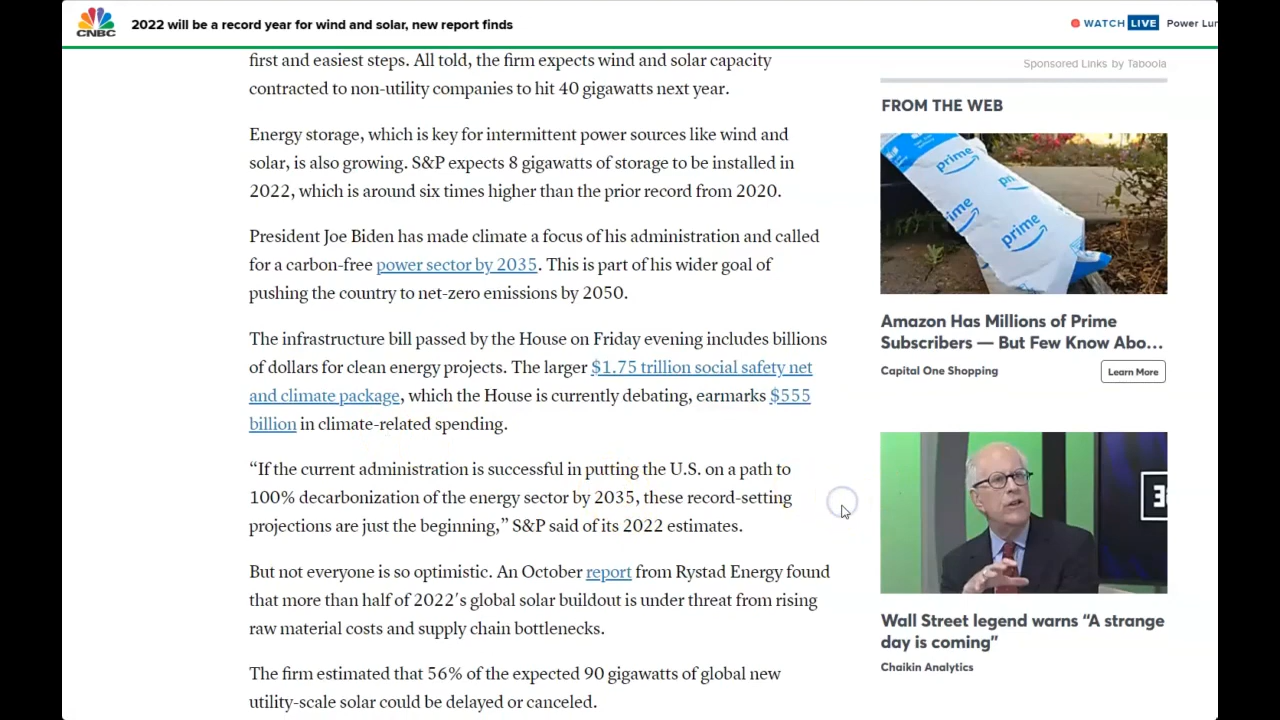 CNBC
2022 will be a record year for wind and solar, new report finds
WATCH LIVE
Power Lun
first and easiest steps. All told, the firm expects wind and solar capacity
contracted to non-utility companies to hit 40 gigawatts next year.
Energy storage, which is key for intermittent power sources like wind and
solar, is also growing. S&P expects 8 gigawatts of storage to be installed in
2022, which is around six times higher than the prior record from 2020.
President Joe Biden has made climate a focus of his administration and called
for a carbon-free power sector by 2035. This is part of his wider goal of
pushing the country to net-zero emissions by 2050.
The infrastructure bill passed by the House on Friday evening includes billions
of dollars for clean energy projects. The larger $1.75 trillion social safety net
and climate package, which the House is currently debating, earmarks $555
billion in climate-related spending.
“If the current administration is successful in putting the U.S. on a path to
100% decarbonization of the energy sector by 2035, these record-setting
projections are just the beginning,” S&P said of its 2022 estimates.
But not everyone is so optimistic. An October report from Rystad Energy found
that more than half of 2022′s global solar buildout is under threat from rising
raw material costs and supply chain bottlenecks.
The firm estimated that 56% of the expected 90 gigawatts of global new
utility-scale solar could be delayed or canceled.
Sponsored Links by Taboola
FROM THE WEB
prime
pri
prime
prime
Amazon Has Millions of Prime
Subscribers — But Few Know Abo...
Capital One Shopping
Learn More
Wall Street legend warns “A strange
day is coming”
Chaikin Analytics